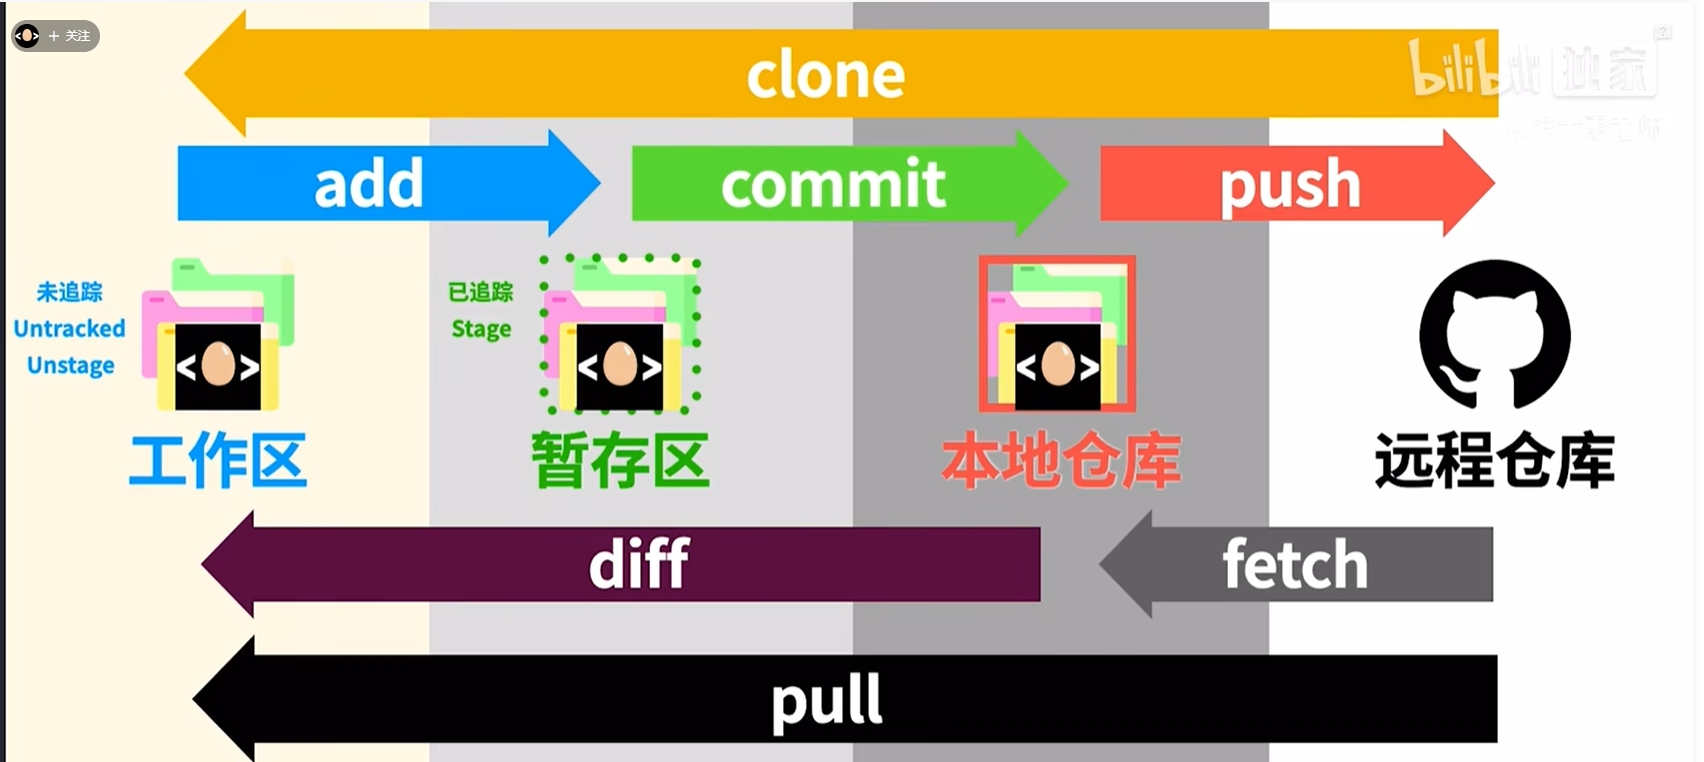 + 关注
clone
bilibili 独家
add
commit
push
未追踪
Untracked
Unstage
已追踪
Stage
< >
< >
< >
工作区
暂存区
本地仓库
远程仓库
diff
fetch
pull